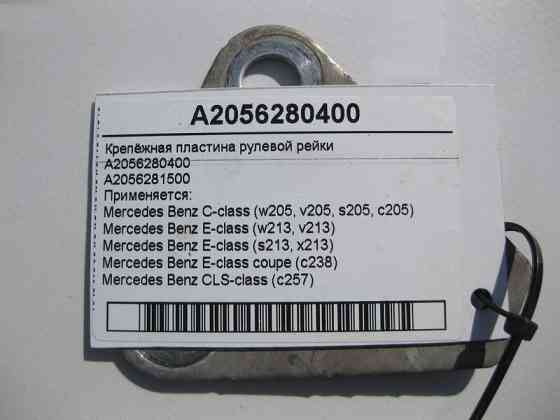 A2056280400
Крепёжная пластина рулевой рейки
A2056280400
A2056281500
Применяется:
Mercedes Benz C-class (w205, v205, s205, c205)
Mercedes Benz E-class (w213, v213)
Mercedes Benz E-class (s213, x213)
Mercedes Benz E-class coupe (c238)
Mercedes Benz CLS-class (c257)